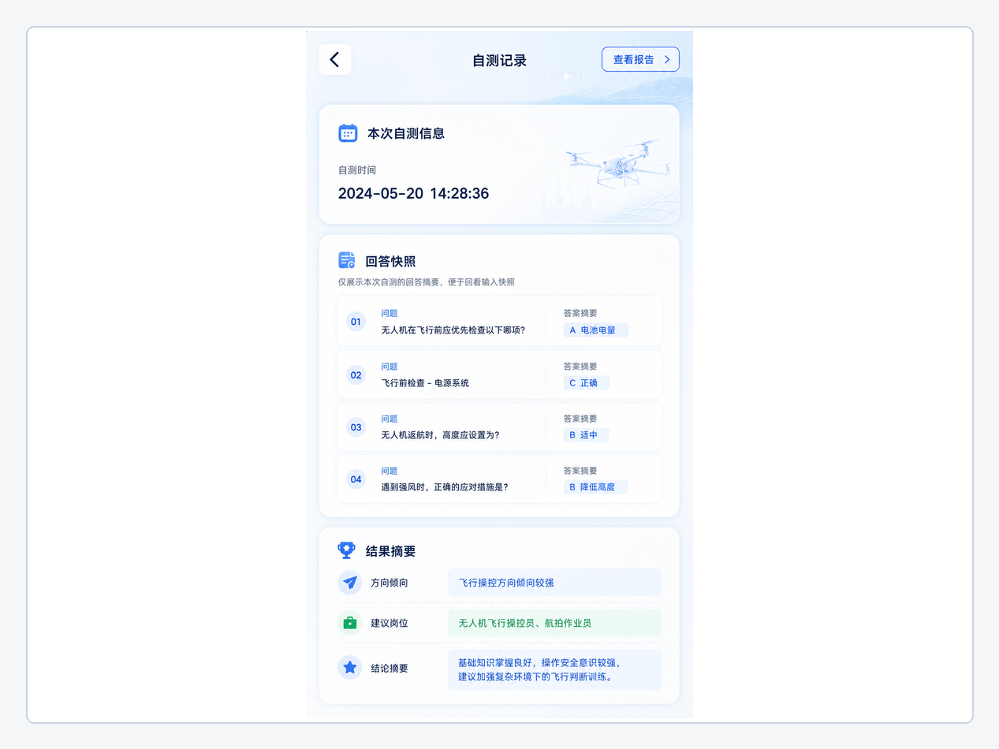 自测记录
查看报告
本次自测信息
自测时间
2024-05-20 14:28:36
回答快照
仅展示本次自测的回答摘要，便于回看输入快照
01
问题
无人机在飞行前应优先检查以下哪项?
答案摘要
A 电池电量
02
问题
飞行前检查 – 电源系统
答案摘要
C 正确
03
问题
无人机返航时，高度应设置为?
答案摘要
B 适中
04
问题
遇到强风时，正确的应对措施是?
答案摘要
B 降低高度
结果摘要
方向倾向
飞行操控方向倾向较强
建议岗位
无人机飞行操控员、航拍作业员
结论摘要
基础知识掌握良好，操作安全意识较强，
建议加强复杂环境下的飞行判断训练。